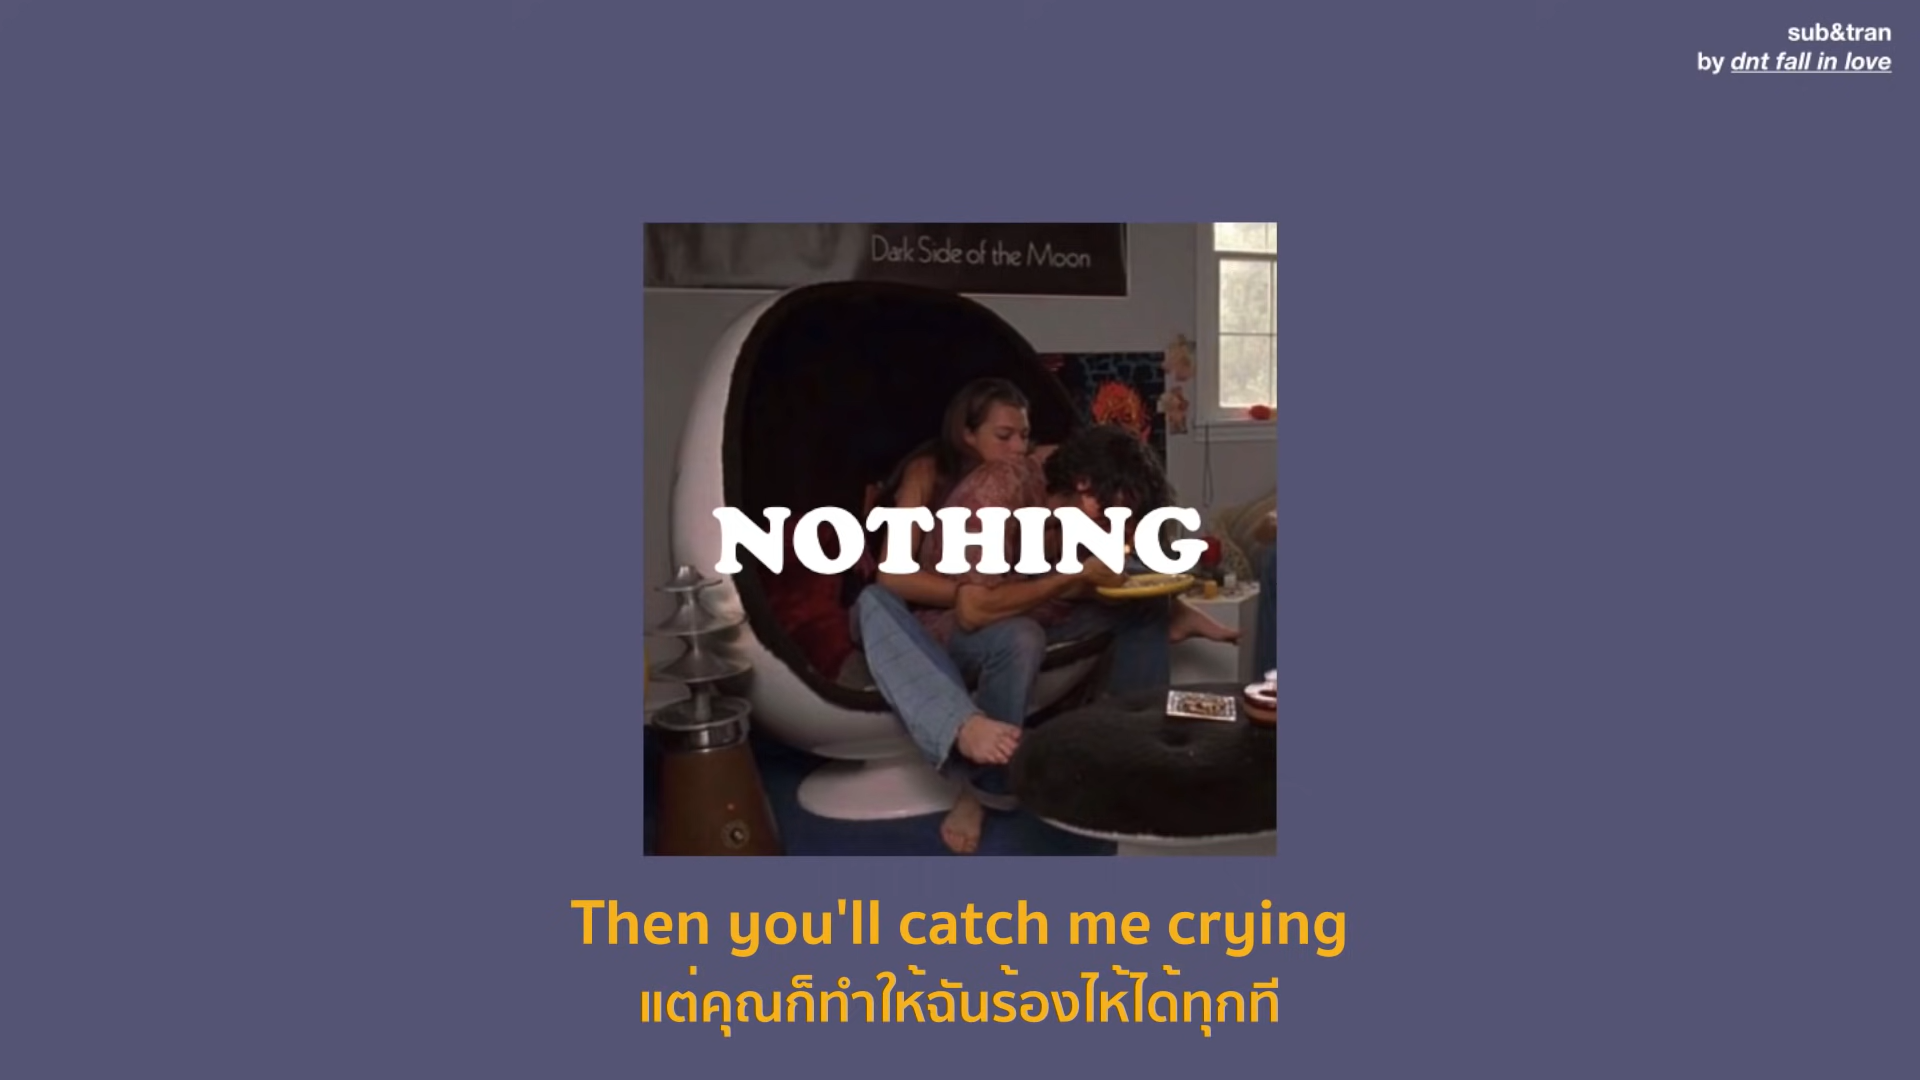 sub&tran
by dnt fall in love
Dark Side of the Moon
NOTHING
Then you'll catch me crying
แต่คุณก็ทำให้ฉันร้องไห้ได้ทุกที